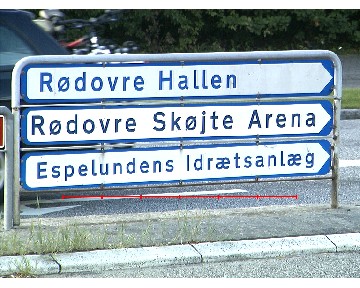 Rødovre Hallen
Rødovre Skøjte Arena
Espelundens Idrætsanlæg